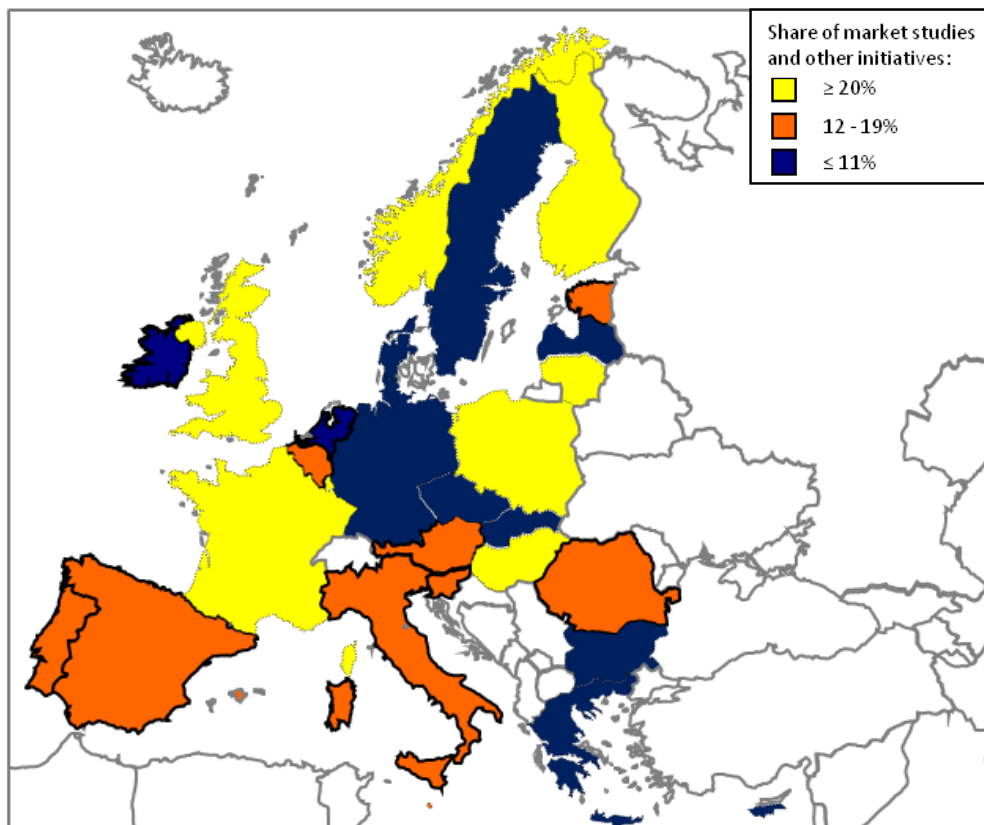 Share of market studies
and other initiatives:
≥ 20%
12 - 19%
≤ 11%